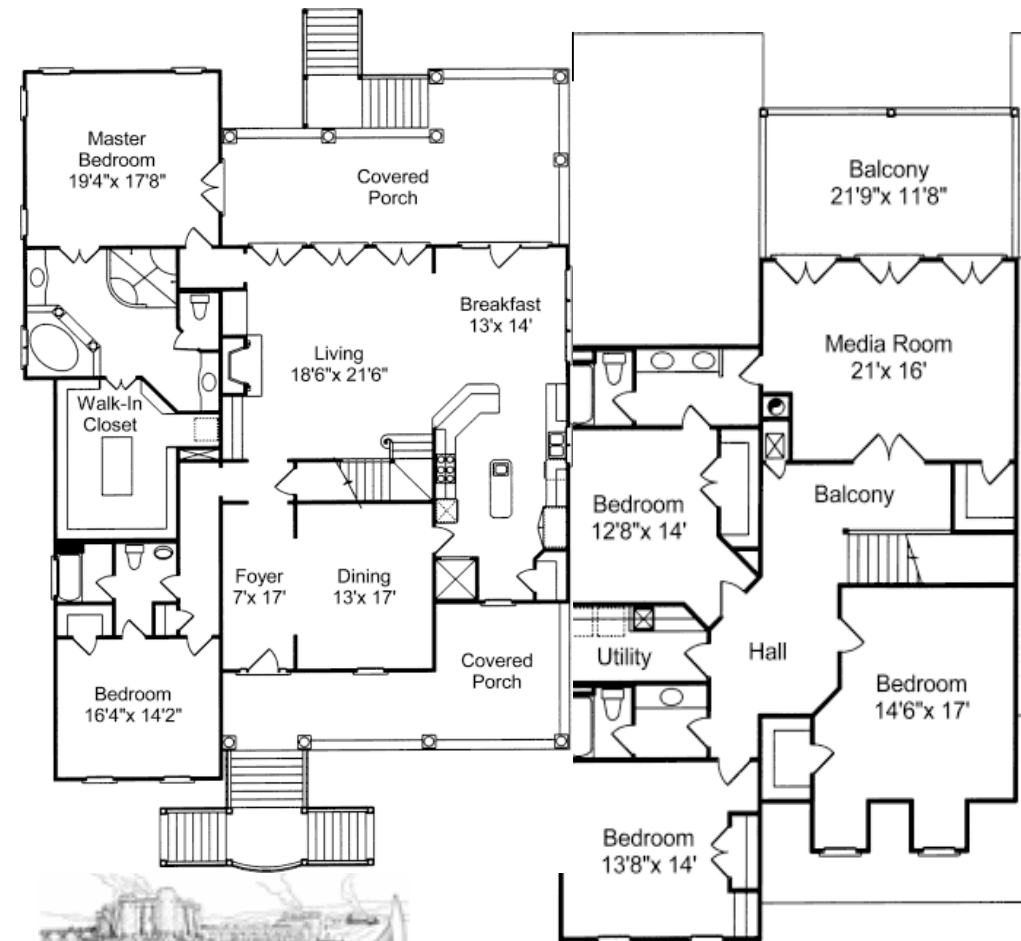 Master
Bedroom
19'4"x 17'8"
Covered
Porch
Breakfast
13'x 14'
Living
18'6"x 21'6"
Walk-In
Closet
Foyer
7'x 17'
Dining
13'x 17'
Covered
Porch
Bedroom
16'4"x 14'2"
Balcony
21'9"x 11'8"
Media Room
21'x 16'
Balcony
Bedroom
12'8"x 14'
Utility
Hall
Bedroom
14'6"x 17'
Bedroom
13'8"x 14'